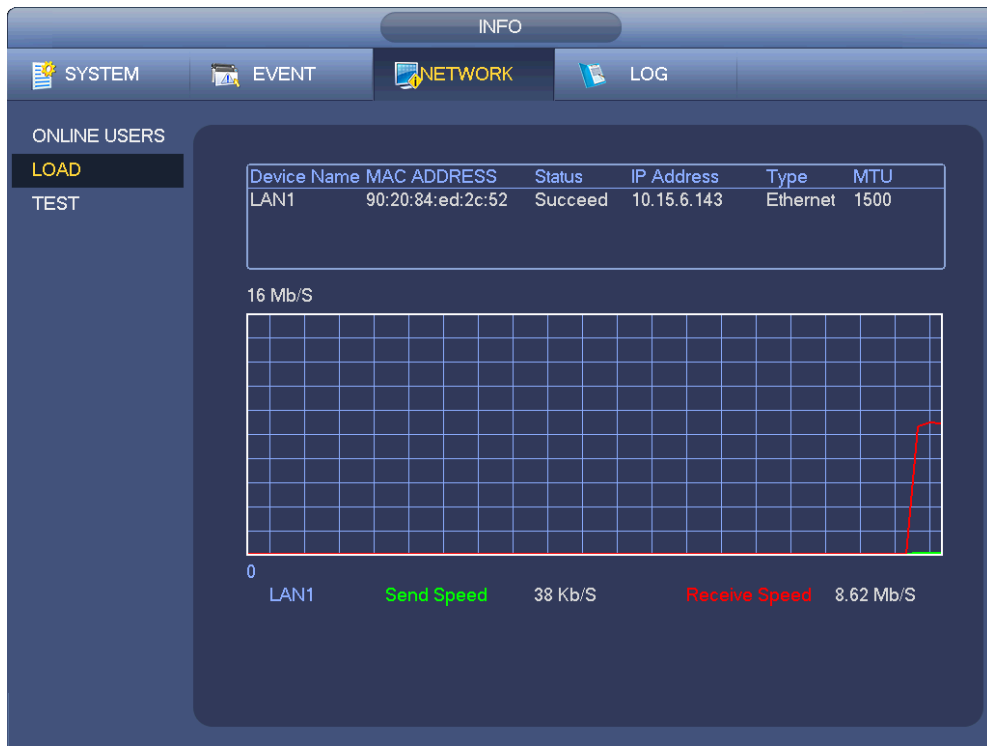 INFO
SYSTEM EVENT NETWORK LOG
ONLINE USERS
LOAD
TEST
Device Name MAC ADDRESS Status IP Address Type MTU
LAN1 90:20:84:ed:2c:52 Succeed 10.15.6.143 Ethernet 1500
16 Mb/S
0
LAN1 Send Speed 38 Kb/S Receive Speed 8.62 Mb/S